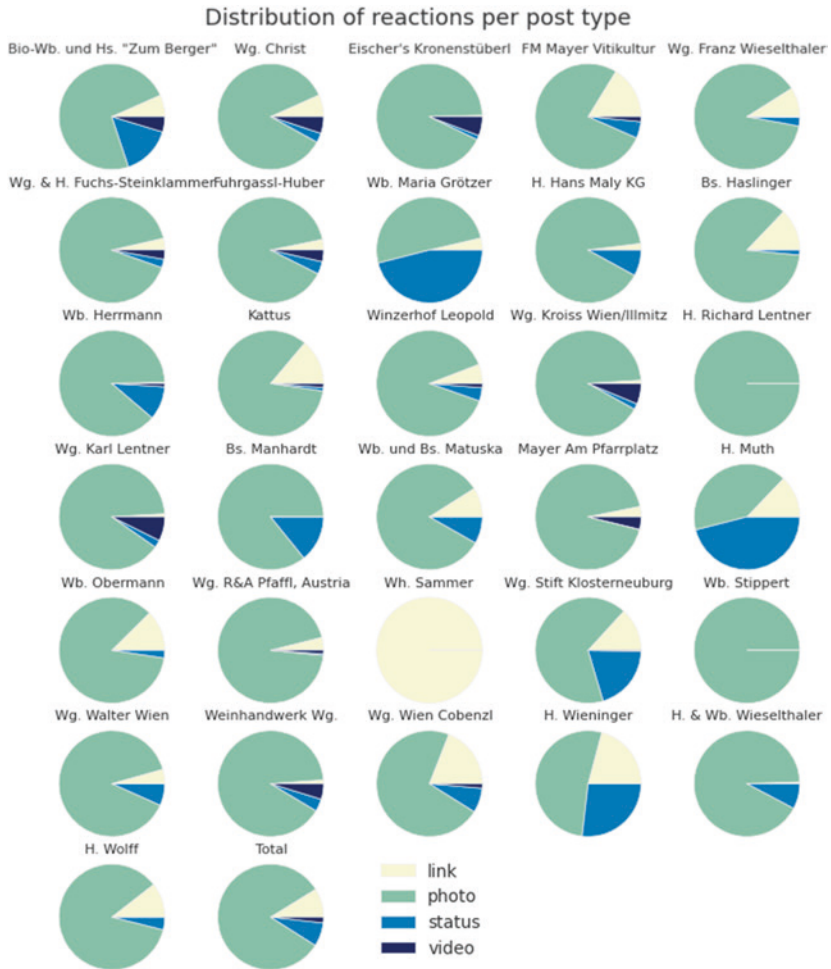 Distribution of reactions per post type
Bio-Wb. und Hs. "Zum Berger" Wg. Christ Eischer's Kronenstüberl FM Mayer Vitikultur Wg. Franz Wieselthaler
Wg. & H. Fuchs-Steinklammer Fuhrgassl-Huber Wb. Maria Grötzer H. Hans Maly KG Bs. Haslinger
Wb. Herrmann Kattus Winzerhof Leopold Wg. Kroiss Wien/Illmitz H. Richard Lentner
Wg. Karl Lentner Bs. Manhardt Wb. und Bs. Matuska Mayer Am Pfarrplatz H. Muth
Wb. Obermann Wg. R&A Pfaffl, Austria Wh. Sammer Wg. Stift Klosterneuburg Wb. Stippert
Wg. Walter Wien Weinhandwerk Wg. Wg. Wien Cobenzl H. Wieninger H. & Wb. Wieselthaler
H. Wolff Total
link
photo
status
video